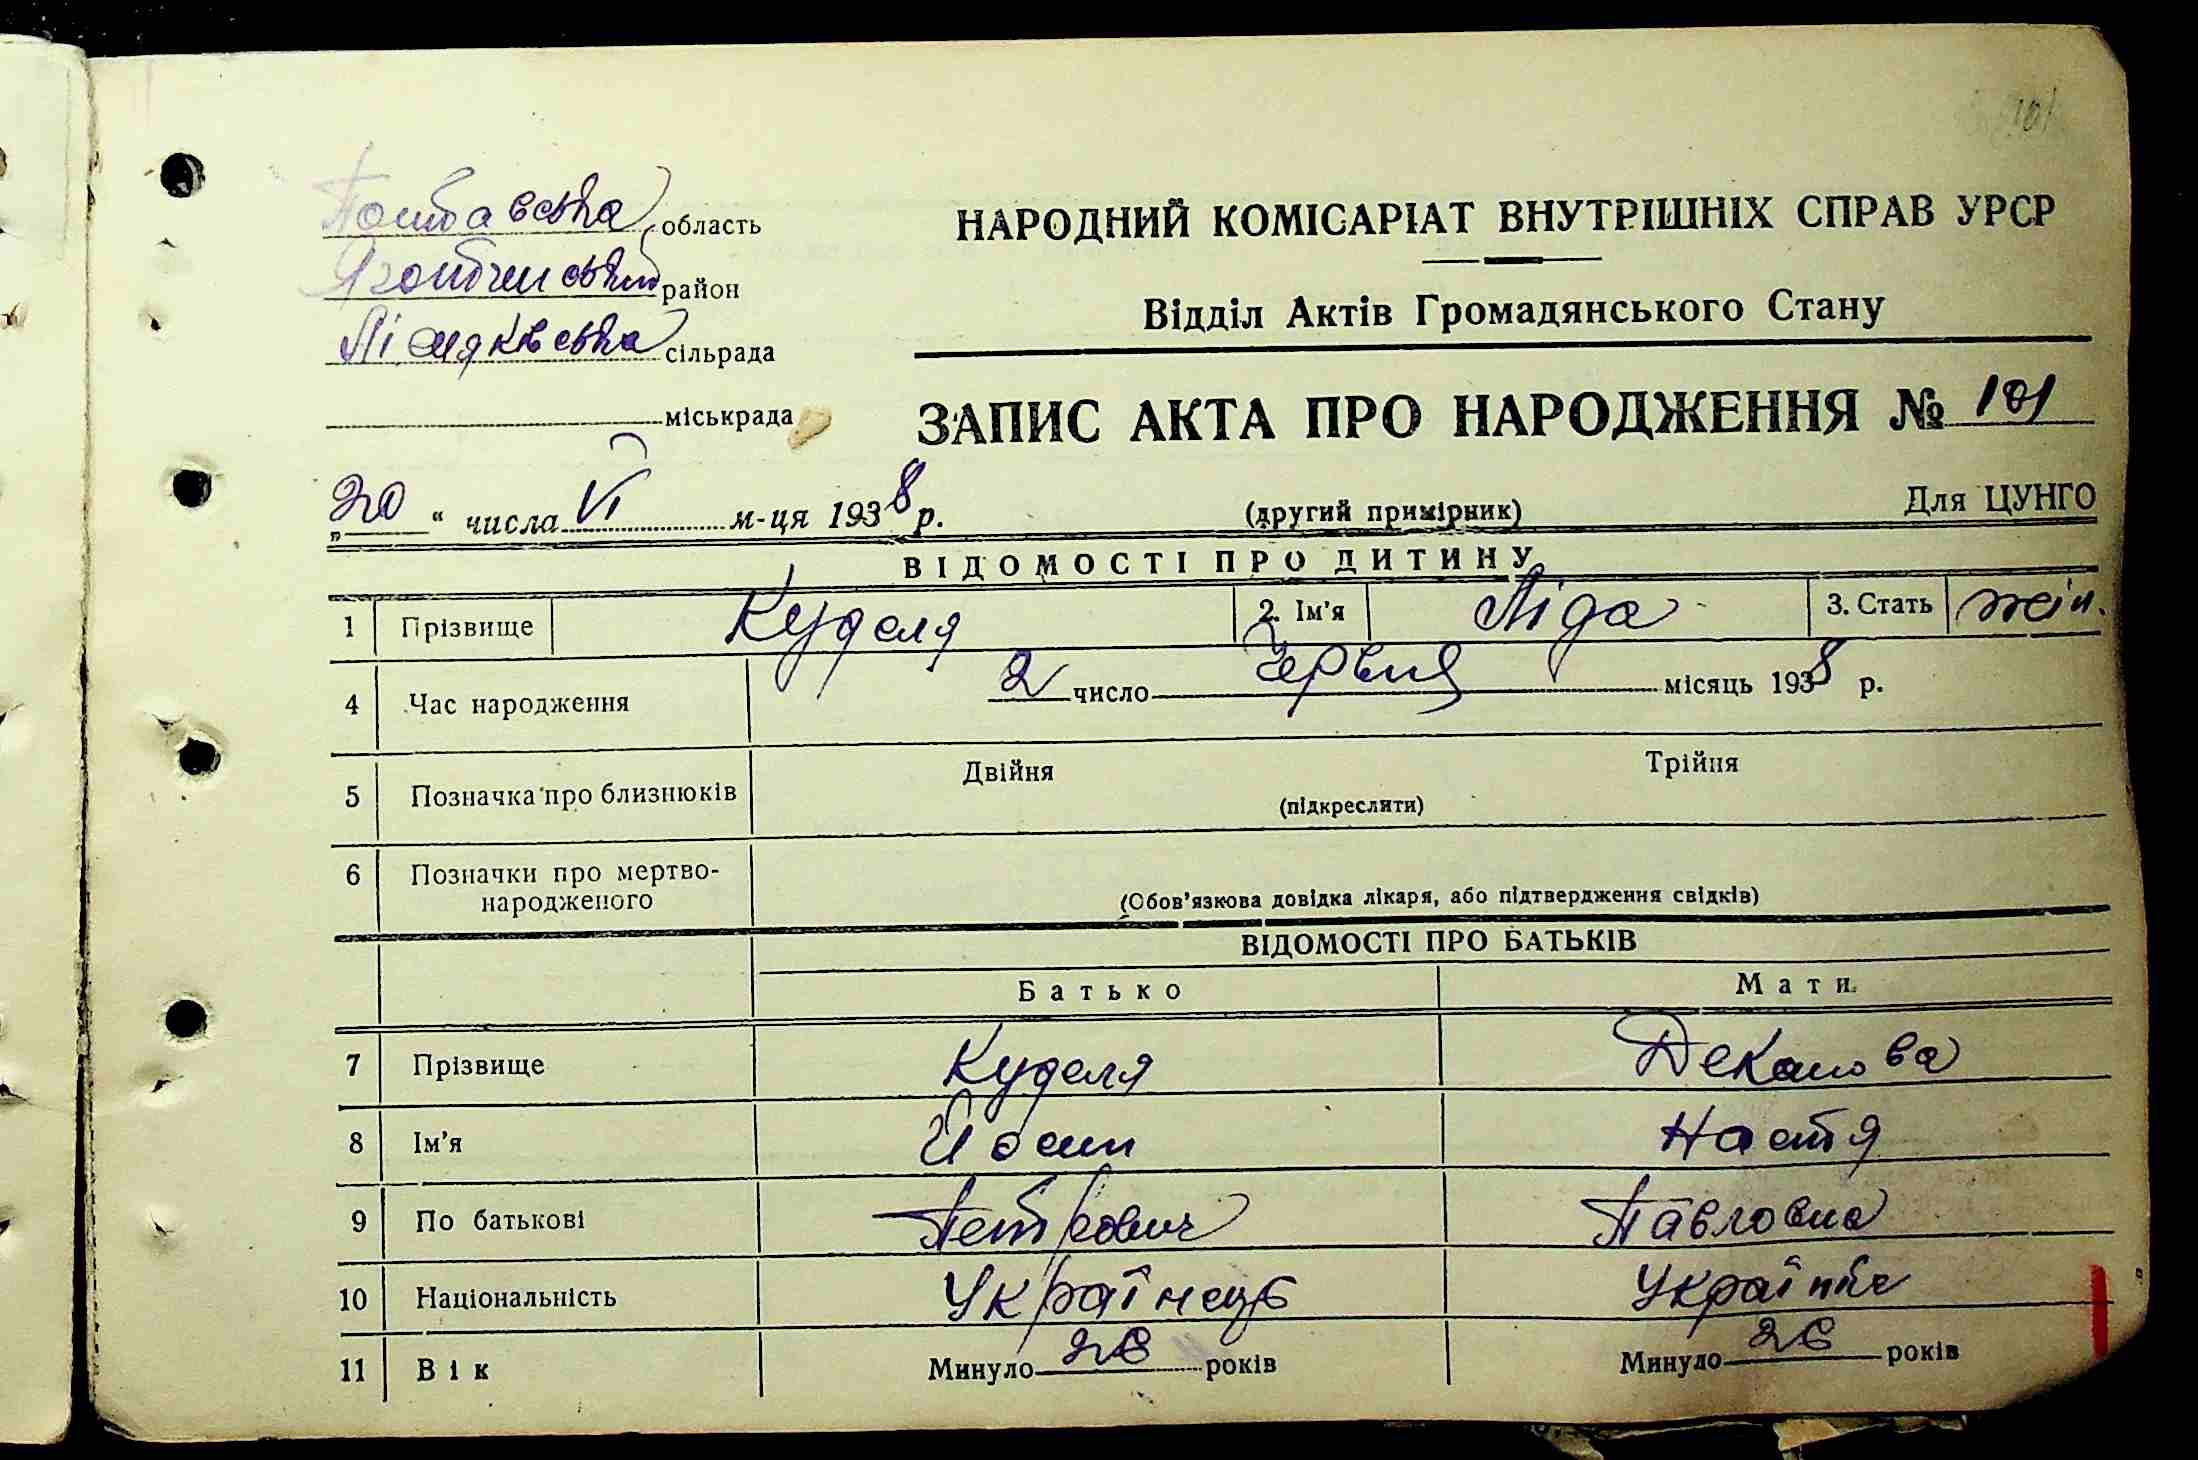 101
Полтавська область
Яготинський район
Лісняківська сільрада
міськрада
НАРОДНИЙ КОМІСАРІАТ ВНУТРІШНІХ СПРАВ УРСР
Відділ Актів Громадянського Стану
ЗАПИС АКТА ПРО НАРОДЖЕННЯ № 101
„20“ числа VI м-ця 1938 р.
(другий примірник)
Для ЦУНГО
ВІДОМОСТІ ПРО ДИТИНУ
1 Прізвище Куделя 2. Ім'я Ліда 3. Стать жін.
4 Час народження 2 число Червня місяць 1938 р.
5 Позначка про близнюків Двійня Трійня
(підкреслити)
6 Позначки про мертво-
народженого
(Обов'язкова довідка лікаря, або підтвердження свідків)
ВІДОМОСТІ ПРО БАТЬКІВ
Батько Мати
7 Прізвище Куделя
8 Ім'я Йосип Настя
9 По батькові Петрович Павловна
10 Національність Українець Українка
11 Вік Минуло 28 років Минуло 26 років